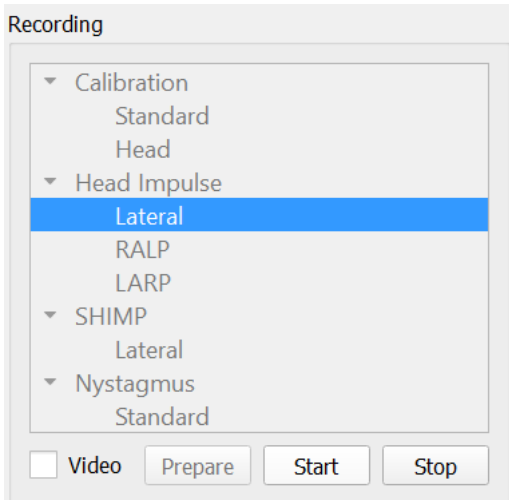 Recording
Calibration
Standard
Head
Head Impulse
Lateral
RALP
LARP
SHIMP
Lateral
Nystagmus
Standard
Video Prepare Start Stop